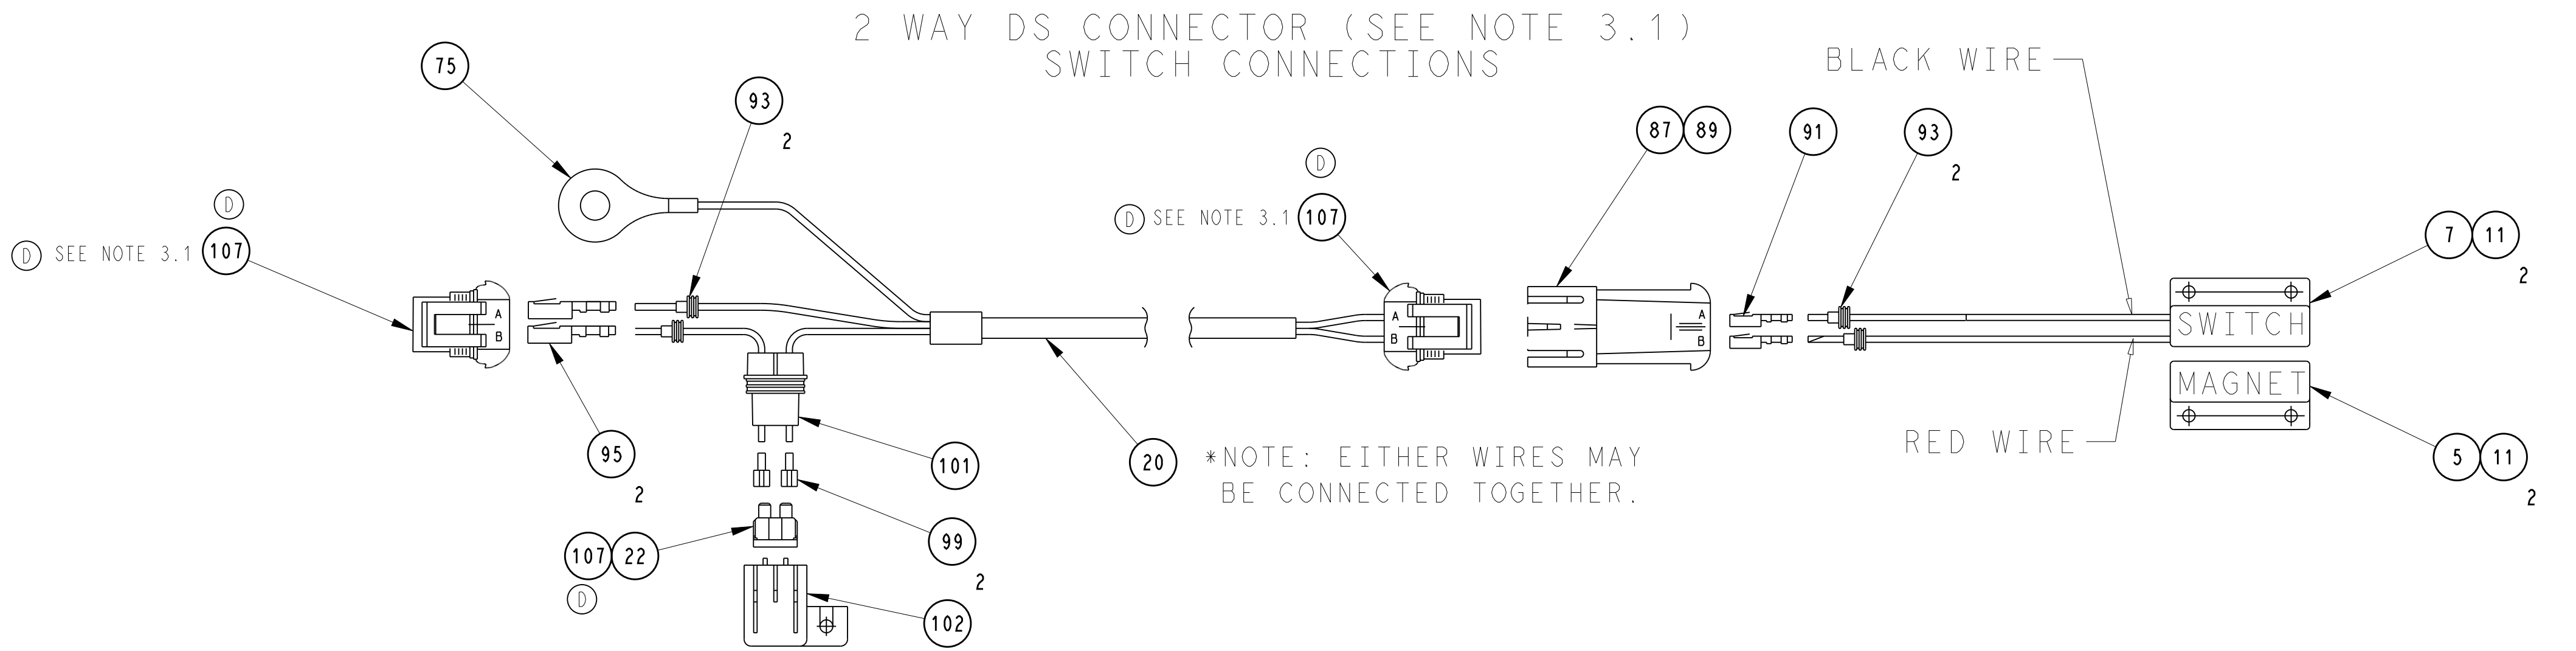 2 WAY DS CONNECTOR (SEE NOTE 3.1)
SWITCH CONNECTIONS
BLACK WIRE
75
93
2
87 89
91
93
2
D
D
D SEE NOTE 3.1 107
D SEE NOTE 3.1 107
7 11
2
A
B
A
B
A
B
SWITCH
MAGNET
RED WIRE
95
2
101
20
*NOTE: EITHER WIRES MAY
BE CONNECTED TOGETHER.
5 11
2
107 22
D
99
2
102